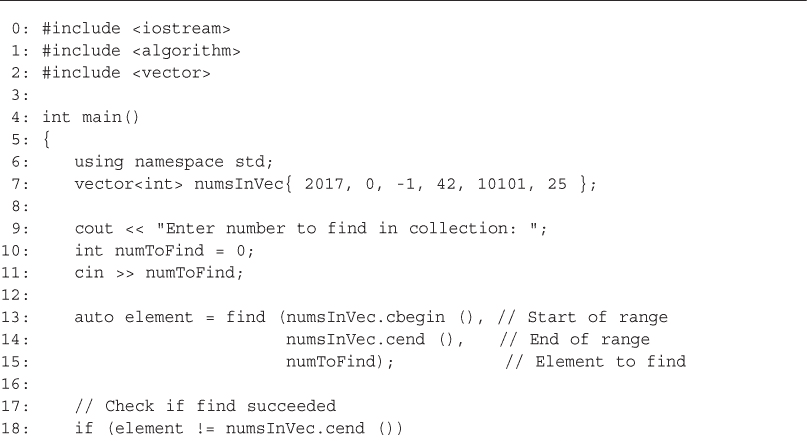 0: #include <iostream>
1: #include <algorithm>
2: #include <vector>
3:
4: int main()
5: {
6:    using namespace std;
7:    vector<int> numsInVec{ 2017, 0, -1, 42, 10101, 25 };
8:
9:    cout << "Enter number to find in collection: ";
10:    int numToFind = 0;
11:    cin >> numToFind;
12:
13:    auto element = find (numsInVec.cbegin (), // Start of range
14:                         numsInVec.cend (),   // End of range
15:                         numToFind);          // Element to find
16:
17:    // Check if find succeeded
18:    if (element != numsInVec.cend ())